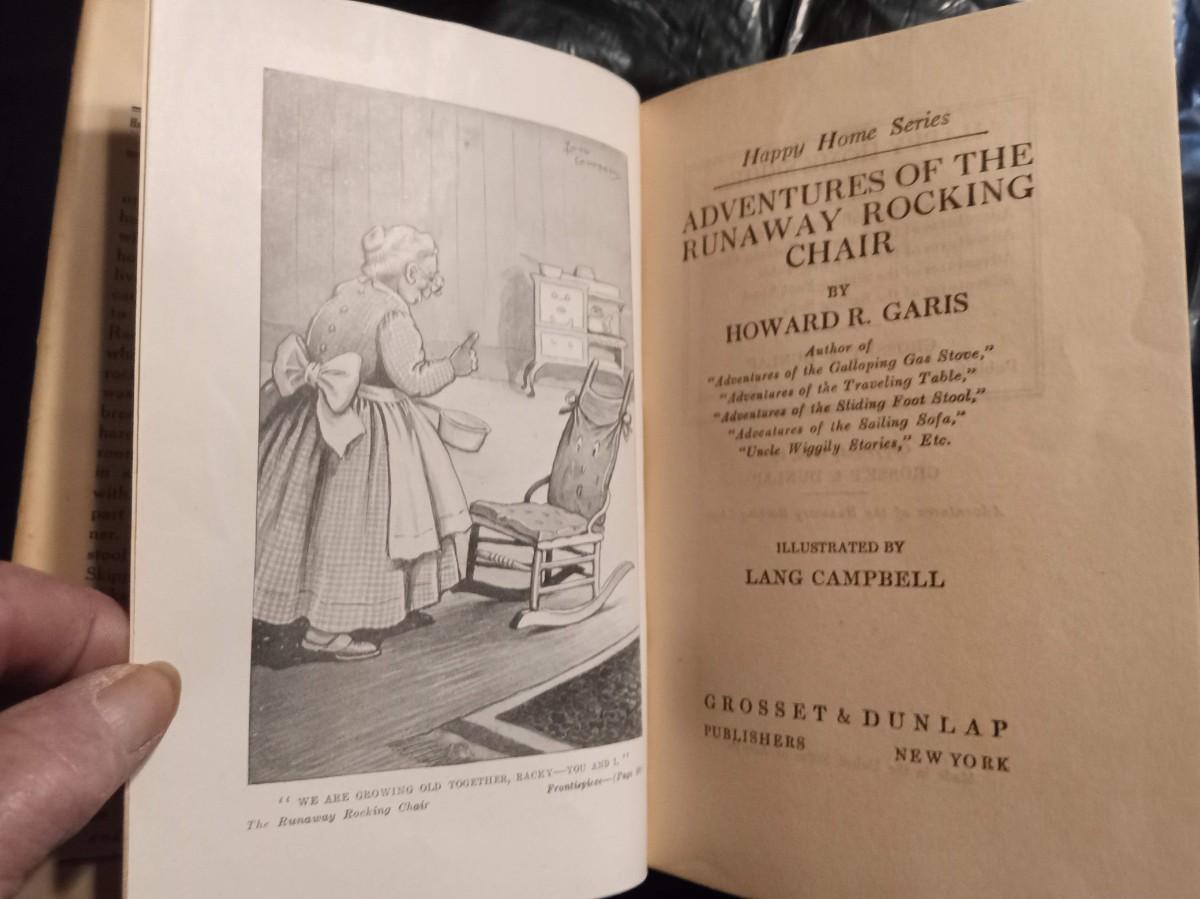 " WE ARE GROWING OLD TOGETHER, RACKY—YOU AND I."
The Runaway Rocking Chair Frontispiece—(Page
Happy Home Series
ADVENTURES OF THE
RUNAWAY ROCKING
CHAIR
BY
HOWARD R. GARIS
Author of
"Adventures of the Galloping Gas Stove,"
"Adventures of the Traveling Table,"
"Adventures of the Sliding Foot Stool,"
"Adventures of the Sailing Sofa,"
"Uncle Wiggily Stories," Etc.
ILLUSTRATED BY
LANG CAMPBELL
GROSSET & DUNLAP
PUBLISHERS NEW YORK